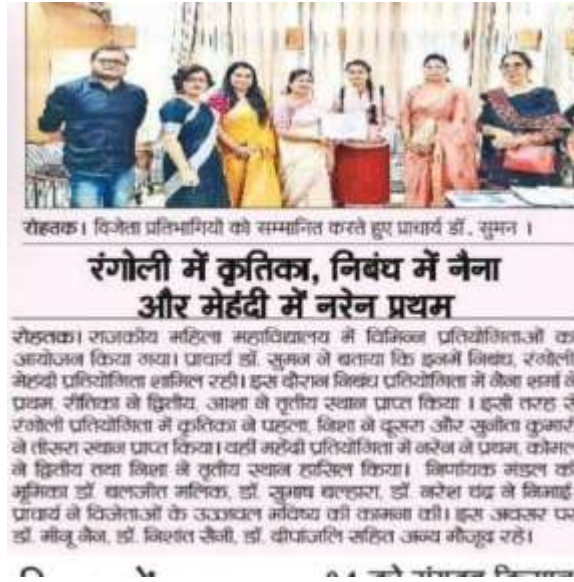 रोहतक। विजेता प्रतिभागियों को सम्मानित करते हुए प्राचार्य डॉ. सुमन ।
रंगोली में कृतिका, निबंध में नैना
और मेहंदी में नरेन प्रथम
रोहतक। राजकीय महिला महाविद्यालय में विभिन्न प्रतियोगिताओं का
आयोजन किया गया। प्राचार्य डॉ. सुमन ने बताया कि इनमें निबंध, रंगोली
मेहंदी प्रतियोगिता शामिल रही। इस दौरान निबंध प्रतियोगिता में नैना शर्मा ने
प्रथम, रीतिका ने द्वितीय, आशा ने तृतीय स्थान प्राप्त किया । इसी तरह से
रंगोली प्रतियोगिता में कृतिका ने पहला, निशा ने दूसरा और सुनीता कुमारी
ने तीसरा स्थान प्राप्त किया। वहीं महेंदी प्रतियोगिता में नरेन ने प्रथम, कोमल
ने द्वितीय तथा निशा ने तृतीय स्थान हासिल किया। निर्णायक मंडल की
भूमिका डॉ. बलजीत मलिक, डॉ. सुभाष बल्हारा, डॉ. नरेश चंद्र ने निभाई
प्राचार्य ने विजेताओं के उज्जवल भविष्य की कामना की। इस अवसर पर
डॉ. मीनू नैन, डॉ. निशांत सैनी, डॉ. दीपांजलि सहित अन्य मौजूद रहे।